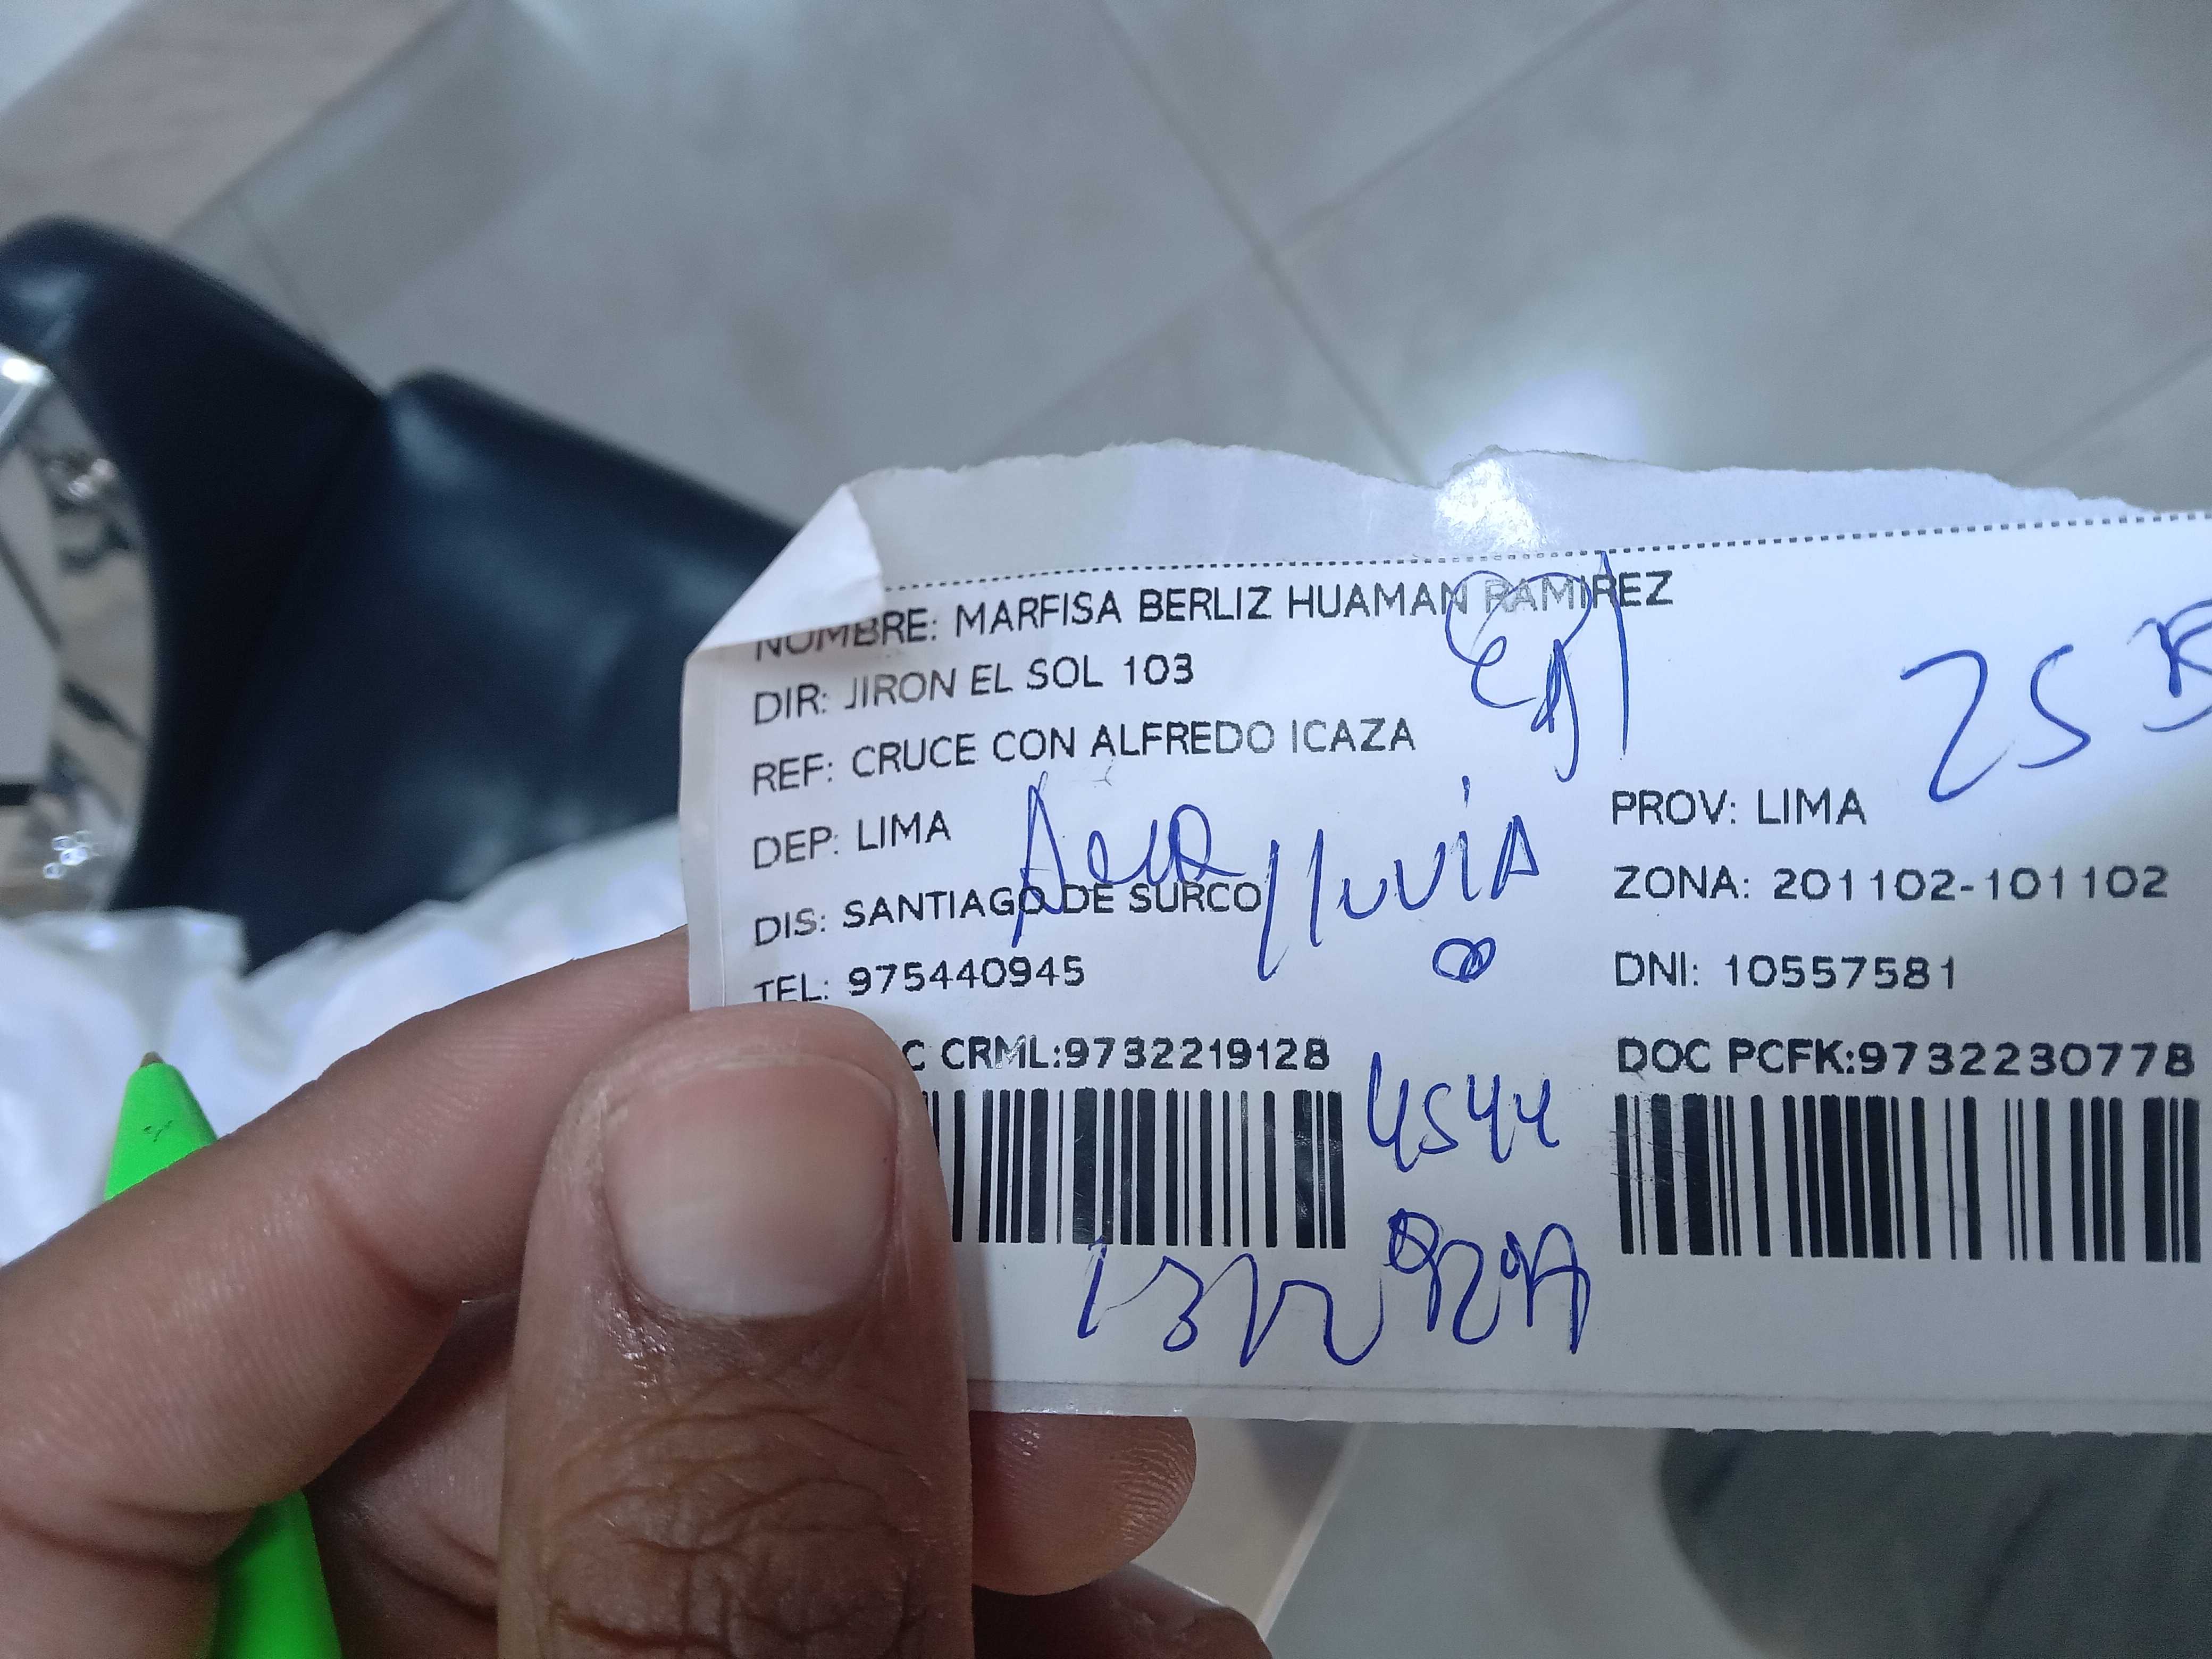 NOMBRE: MARFISA BERLIZ HUAMAN RAMIREZ
DIR: JIRON EL SOL 103
REF: CRUCE CON ALFREDO ICAZA
25
DEP: LIMA
PROV: LIMA
lluvia
DIS: SANTIAGO DE SURCO
ZONA: 201102-101102
TEL: 975440945
DNI: 10557581
C CRML:9732219128
DOC PCFK:9732230778
4544